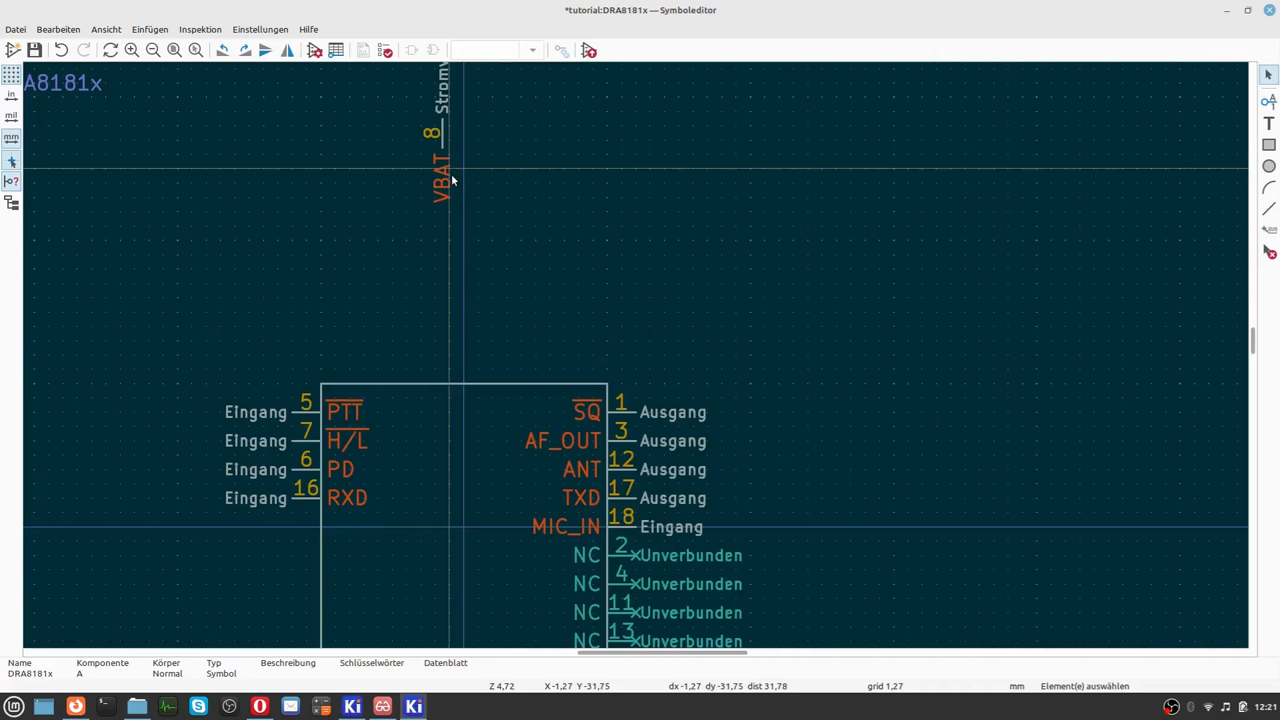 *tutorial:DRA8181x — Symboleditor
Datei Bearbeiten Ansicht Einfügen Inspektion Einstellungen Hilfe
in
mil
mm
A8181x
8
VBAT
5 PTT Eingang
7 H/L Eingang
6 PD Eingang
16 RXD Eingang
SQ 1 Ausgang
AF_OUT 3 Ausgang
ANT 12 Ausgang
TXD 17 Ausgang
MIC_IN 18 Eingang
NC 2 Unverbunden
NC 4 Unverbunden
NC 11 Unverbunden
NC 13 Unverbunden
Name Komponente Körper Typ Beschreibung Schlüsselwörter Datenblatt
DRA8181x A Normal Symbol
Z 4,72 X -1,27 Y -31,75 dx -1,27 dy -31,75 dist 31,78 grid 1,27 mm Element(e) auswählen
12:21